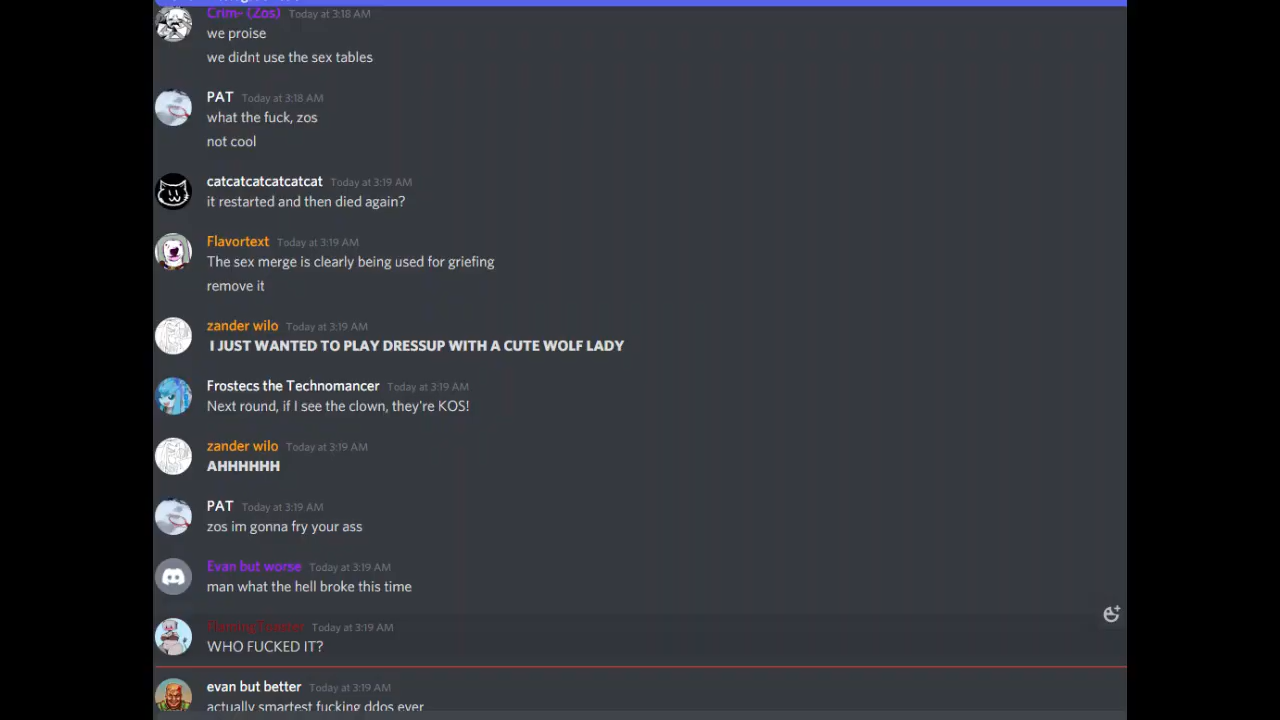 Crim~ (Zos) Today at 3:18 AM
we proise
we didnt use the sex tables
PAT Today at 3:18 AM
what the fuck, zos
not cool
catcatcatcatcatcat Today at 3:19 AM
it restarted and then died again?
Flavortext Today at 3:19 AM
The sex merge is clearly being used for griefing
remove it
zander wilo Today at 3:19 AM
I JUST WANTED TO PLAY DRESSUP WITH A CUTE WOLF LADY
Frostecs the Technomancer Today at 3:19 AM
Next round, if I see the clown, they're KOS!
zander wilo Today at 3:19 AM
AHHHHHH
PAT Today at 3:19 AM
zos im gonna fry your ass
Evan but worse Today at 3:19 AM
man what the hell broke this time
FlamingToaster Today at 3:19 AM
WHO FUCKED IT?
evan but better Today at 3:19 AM
actually smartest fucking ddos ever